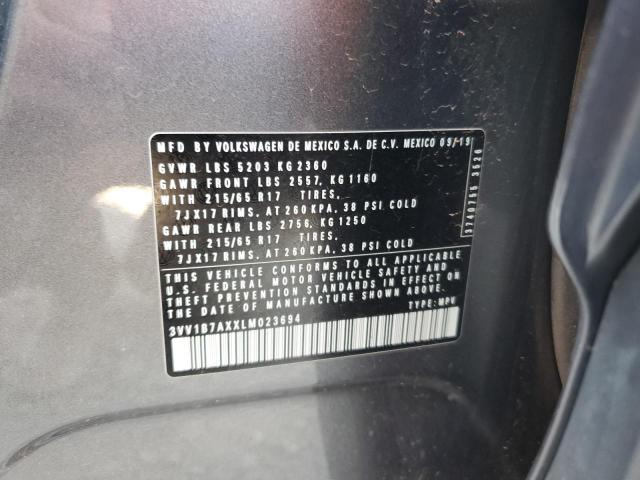 MFD BY VOLKSWAGEN DE MEXICO S.A. DE C.V. MEXICO 09/19
GVWR LBS 5203 KG 2360
GAWR FRONT LBS 2557, KG 1160
WITH 215/65 R17 TIRES,
7JX17 RIMS, AT 260 KPA, 38 PSI COLD
GAWR REAR LBS 2756, KG 1250
WITH 215/65 R17 TIRES,
7JX17 RIMS, AT 260 KPA, 38 PSI COLD
THIS VEHICLE CONFORMS TO ALL APPLICABLE
U.S. FEDERAL MOTOR VEHICLE SAFETY AND
THEFT PREVENTION STANDARDS IN EFFECT ON
THE DATE OF MANUFACTURE SHOWN ABOVE.
3VV1B7AXXLM023694 TYPE: MPV
3526